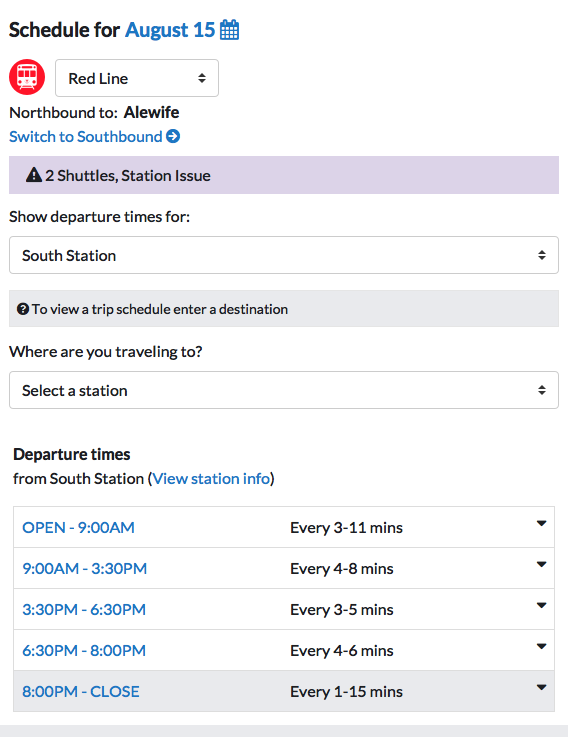 Schedule for August 15
Red Line
Northbound to: Alewife
Switch to Southbound
2 Shuttles, Station Issue
Show departure times for:
South Station
To view a trip schedule enter a destination
Where are you traveling to?
Select a station
Departure times
from South Station (View station info)
OPEN - 9:00AM Every 3-11 mins
9:00AM - 3:30PM Every 4-8 mins
3:30PM - 6:30PM Every 3-5 mins
6:30PM - 8:00PM Every 4-6 mins
8:00PM - CLOSE Every 1-15 mins